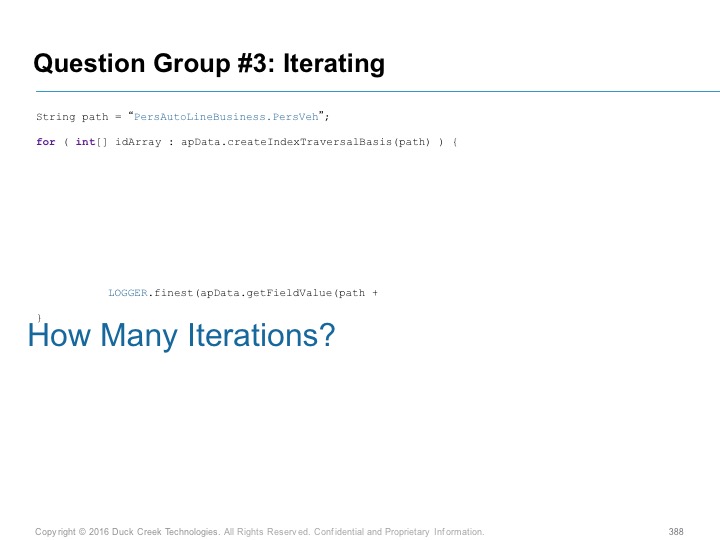 Question Group #3: Iterating
String path = “PersAutoLineBusiness.PersVeh”;
for ( int[] idArray : apData.createIndexTraversalBasis(path) ) {
LOGGER.finest(apData.getFieldValue(path +
}
How Many Iterations?
Copyright © 2016 Duck Creek Technologies. All Rights Reserved. Confidential and Proprietary Information. 388